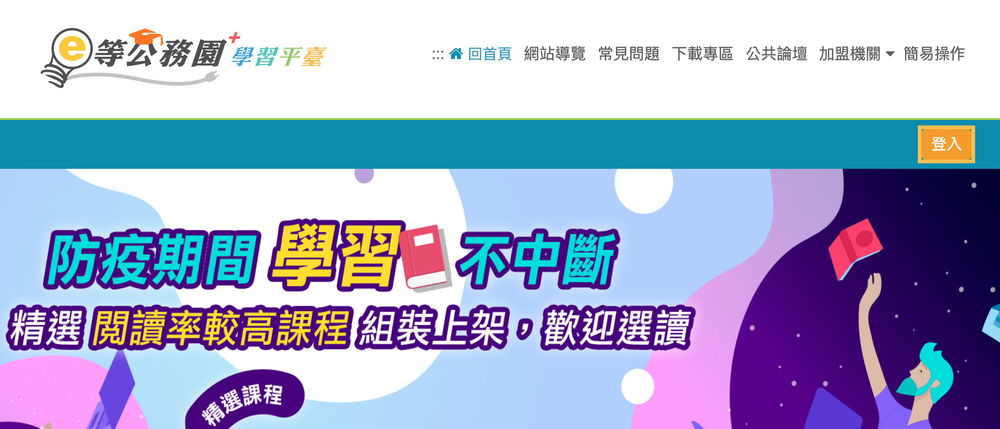 e等公務園+學習平臺
::: 回首頁 網站導覽 常見問題 下載專區 公共論壇 加盟機關 簡易操作
登入
防疫期間 學習 不中斷
精選 閱讀率較高課程 組裝上架，歡迎選讀
精選課程